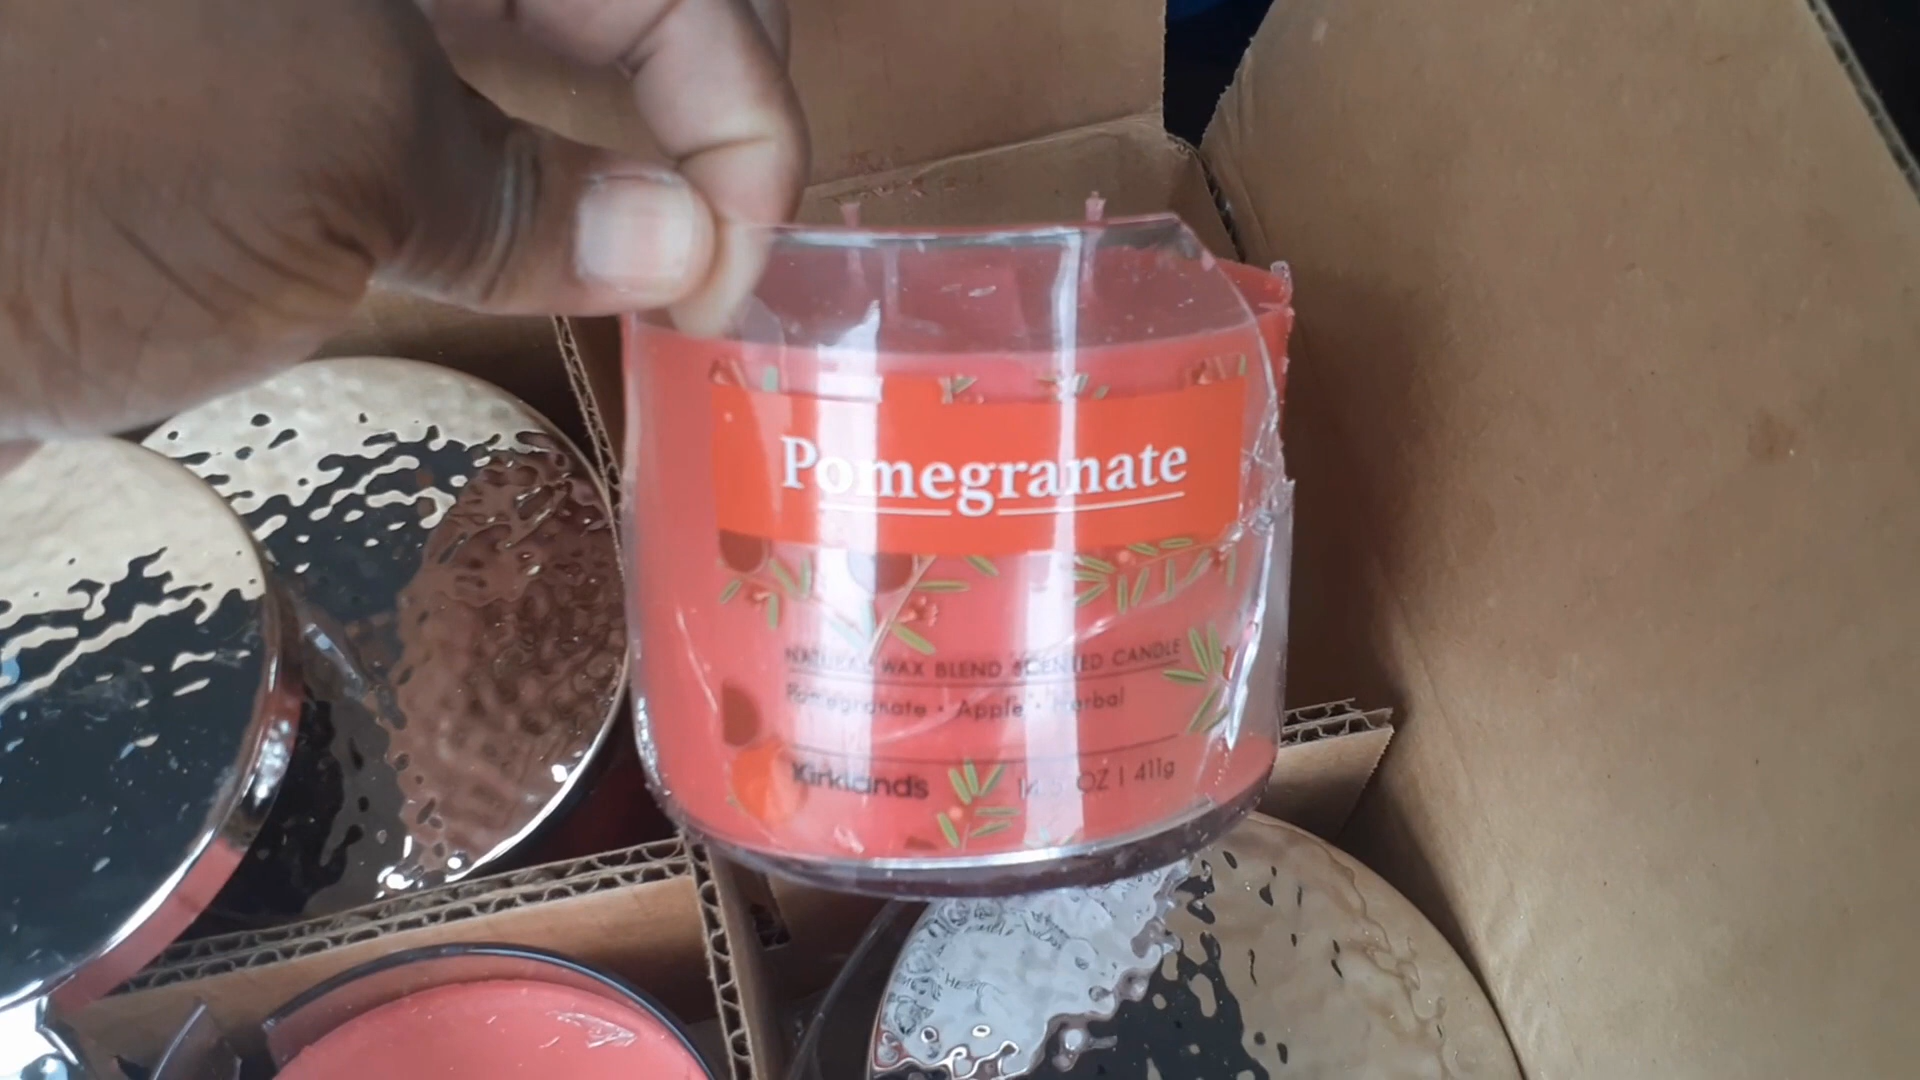 Pomegranate
NATURAL WAX BLEND SCENTED CANDLE
Pomegranate • Apple • Herbal
Kirklands
OZ | 411g